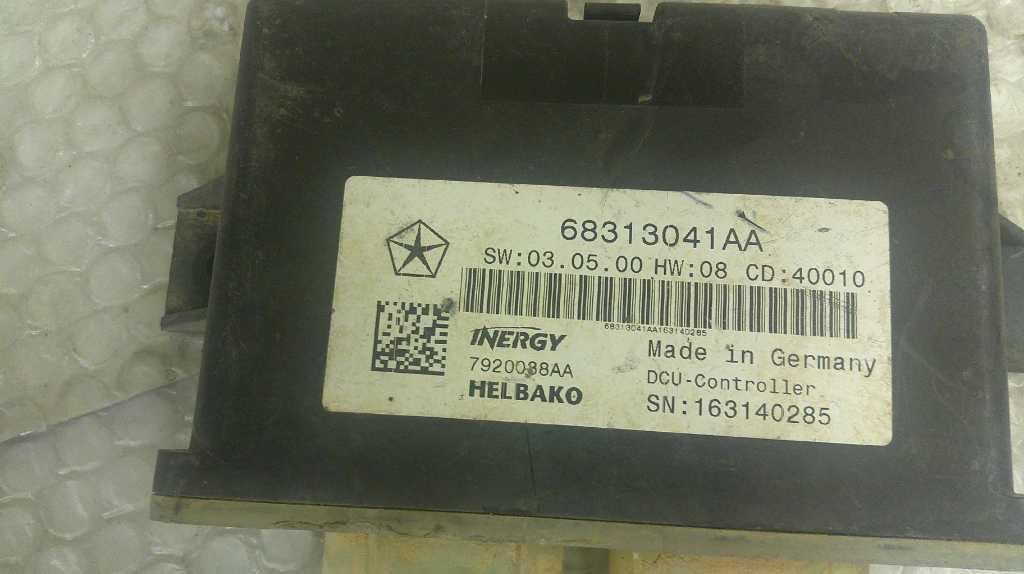 68313041AA
SW:03.05.00 HW:08 CD:40010
68313041AA163140285
INERGY
7920038AA
HELBAKO
Made in Germany
DCU-Controller
SN:163140285